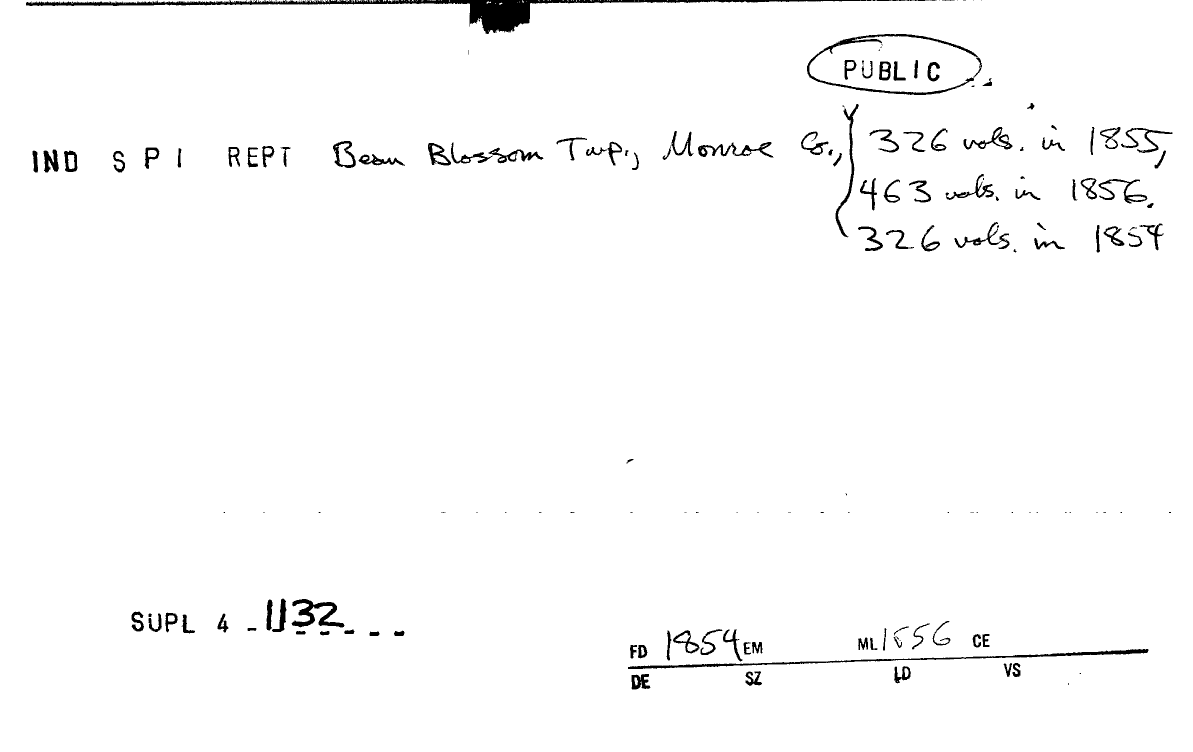 PUBLIC
IND S P I REPT Bean Blossom Twp., Monroe Co., 326 vols. in 1855,
463 vols. in 1856.
326 vols. in 1854
SUPL 4 - 1132 - - -
FD 1854 EM ML 1856 CE
DE SZ LD VS